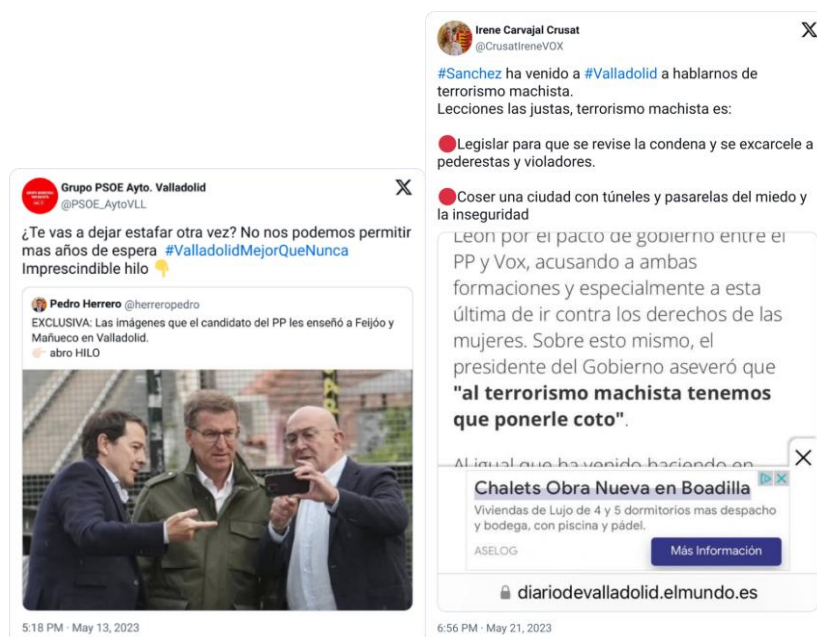 Grupo PSOE Ayto. Valladolid
@PSOE_AytoVLL
¿Te vas a dejar estafar otra vez? No nos podemos permitir
mas años de espera #ValladolidMejorQueNunca
Imprescindible hilo 👇
Pedro Herrero @herreropedro
EXCLUSIVA: Las imágenes que el candidato del PP les enseñó a Feijóo y
Mañueco en Valladolid.
👉🏻 abro HILO
5:18 PM · May 13, 2023
Irene Carvajal Crusat
@CrusatIreneVOX
#Sanchez ha venido a #Valladolid a hablarnos de
terrorismo machista.
Lecciones las justas, terrorismo machista es:
🔴Legislar para que se revise la condena y se excarcele a
pederestas y violadores.
🔴Coser una ciudad con túneles y pasarelas del miedo y
la inseguridad
León por el pacto de gobierno entre el
PP y Vox, acusando a ambas
formaciones y especialmente a esta
última de ir contra los derechos de las
mujeres. Sobre esto mismo, el
presidente del Gobierno aseveró que
"al terrorismo machista tenemos
que ponerle coto".
Al igual que ha venido haciendo en
Chalets Obra Nueva en Boadilla
Viviendas de Lujo de 4 y 5 dormitorios mas despacho
y bodega, con piscina y pádel.
ASELOG
Más Información
diariodevalladolid.elmundo.es
6:56 PM · May 21, 2023